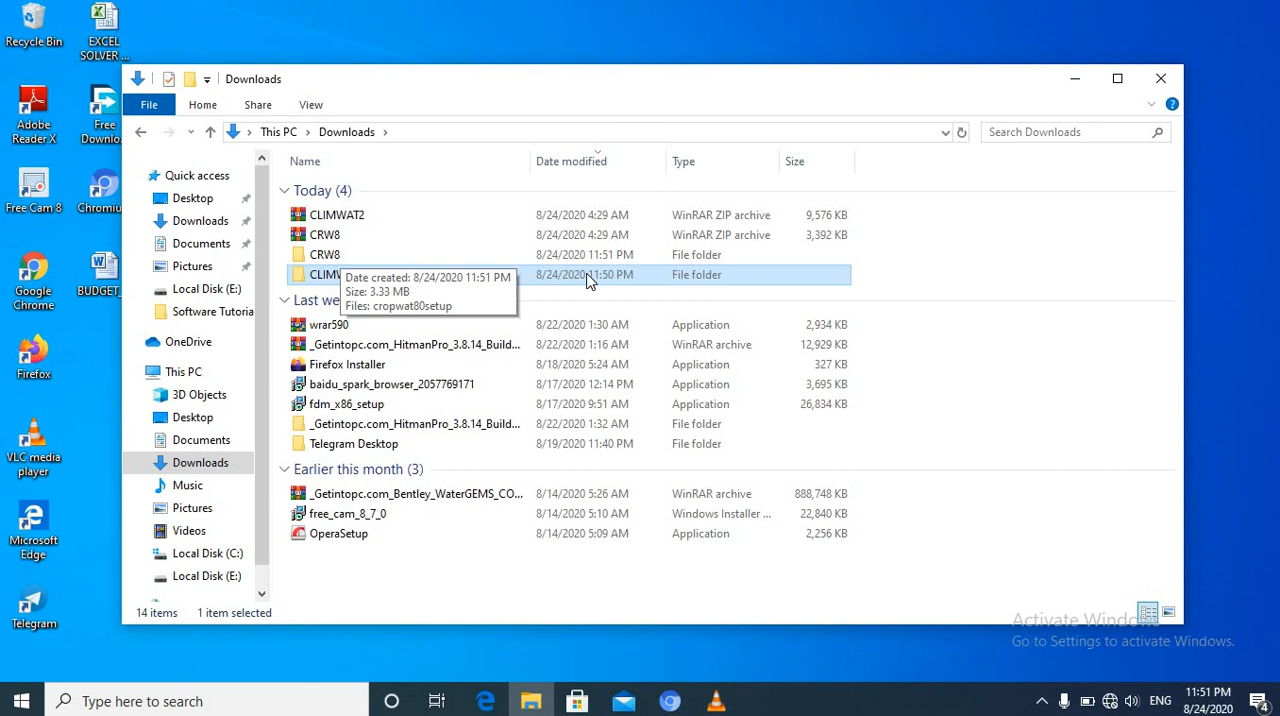 Recycle Bin
EXCEL
SOLVER ...
Adobe
Reader X
Free
Downlo...
Free Cam 8
Chromiu
Google
Chrome
BUDGET_
Firefox
VLC media
player
Microsoft
Edge
Telegram
Downloads
File
Home
Share
View
This PC
Downloads
Search Downloads
Name
Date modified
Type
Size
Quick access
Desktop
Downloads
Documents
Pictures
Local Disk (E:)
Software Tutoria
OneDrive
This PC
3D Objects
Desktop
Documents
Downloads
Music
Pictures
Videos
Local Disk (C:)
Local Disk (E:)
Today (4)
CLIMWAT2 8/24/2020 4:29 AM WinRAR ZIP archive 9,576 KB
CRW8 8/24/2020 4:29 AM WinRAR ZIP archive 3,392 KB
CRW8 8/24/2020 11:51 PM File folder
8/24/2020 11:50 PM File folder
Date created: 8/24/2020 11:51 PM
Size: 3.33 MB
Files: cropwat80setup
Last we
wrar590 8/22/2020 1:30 AM Application 2,934 KB
_Getintopc.com_HitmanPro_3.8.14_Build... 8/22/2020 1:16 AM WinRAR archive 12,929 KB
Firefox Installer 8/18/2020 5:24 AM Application 327 KB
baidu_spark_browser_2057769171 8/17/2020 12:14 PM Application 3,695 KB
fdm_x86_setup 8/17/2020 9:51 AM Application 26,834 KB
_Getintopc.com_HitmanPro_3.8.14_Build... 8/22/2020 1:32 AM File folder
Telegram Desktop 8/19/2020 11:40 PM File folder
Earlier this month (3)
_Getintopc.com_Bentley_WaterGEMS_CO... 8/14/2020 5:26 AM WinRAR archive 888,748 KB
free_cam_8_7_0 8/14/2020 5:10 AM Windows Installer ... 22,840 KB
OperaSetup 8/14/2020 5:09 AM Application 2,256 KB
14 items
1 item selected
Activate Windows
Go to Settings to activate Windows.
Type here to search
ENG
11:51 PM
8/24/2020
4